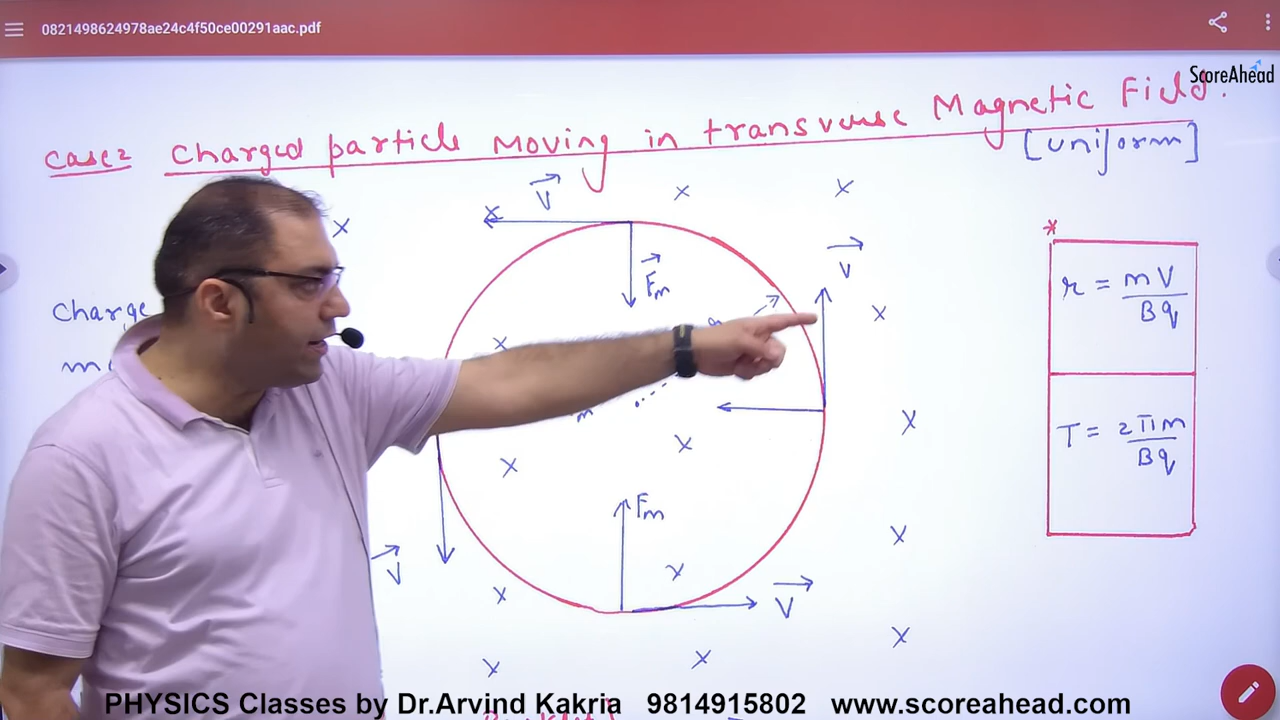 0821498624978ae24c4f50ce00291aac.pdf
ScoreAhead
Case2 Charged particle moving in transverse Magnetic Field.
[uniform]
x x x x
V
V
Fm
*
r = mV
Bq
Charge
x x
T = 2πm
Bq
m
x x x
Fm
x
x
V
V
x
x
x x
PHYSICS Classes by Dr.Arvind Kakria 9814915802 www.scoreahead.com